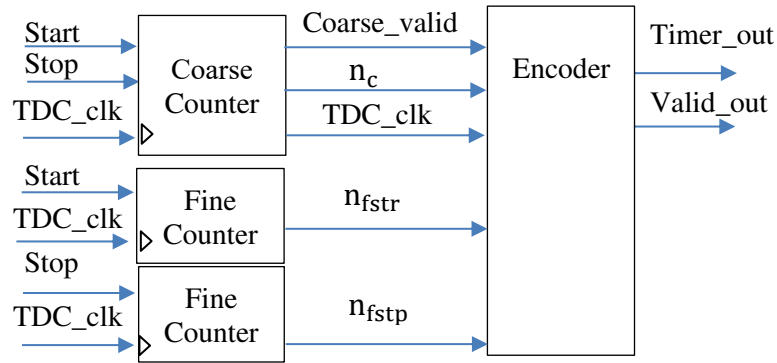 Start
Stop
TDC_clk
Coarse
Counter
Coarse_valid
n_c
TDC_clk
Encoder
Timer_out
Valid_out
Start
TDC_clk
Fine
Counter
n_fstr
Stop
TDC_clk
Fine
Counter
n_fstp